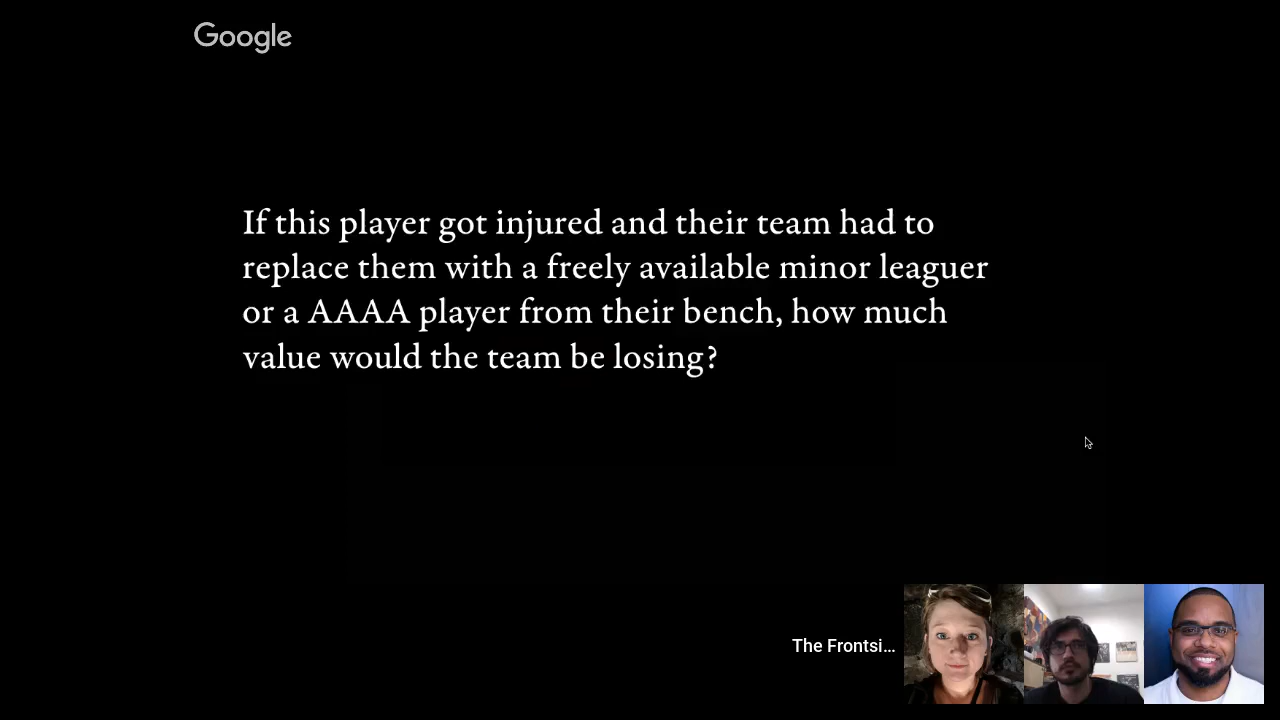 Google
If this player got injured and their team had to
replace them with a freely available minor leaguer
or a AAAA player from their bench, how much
value would the team be losing?
The Frontsi...